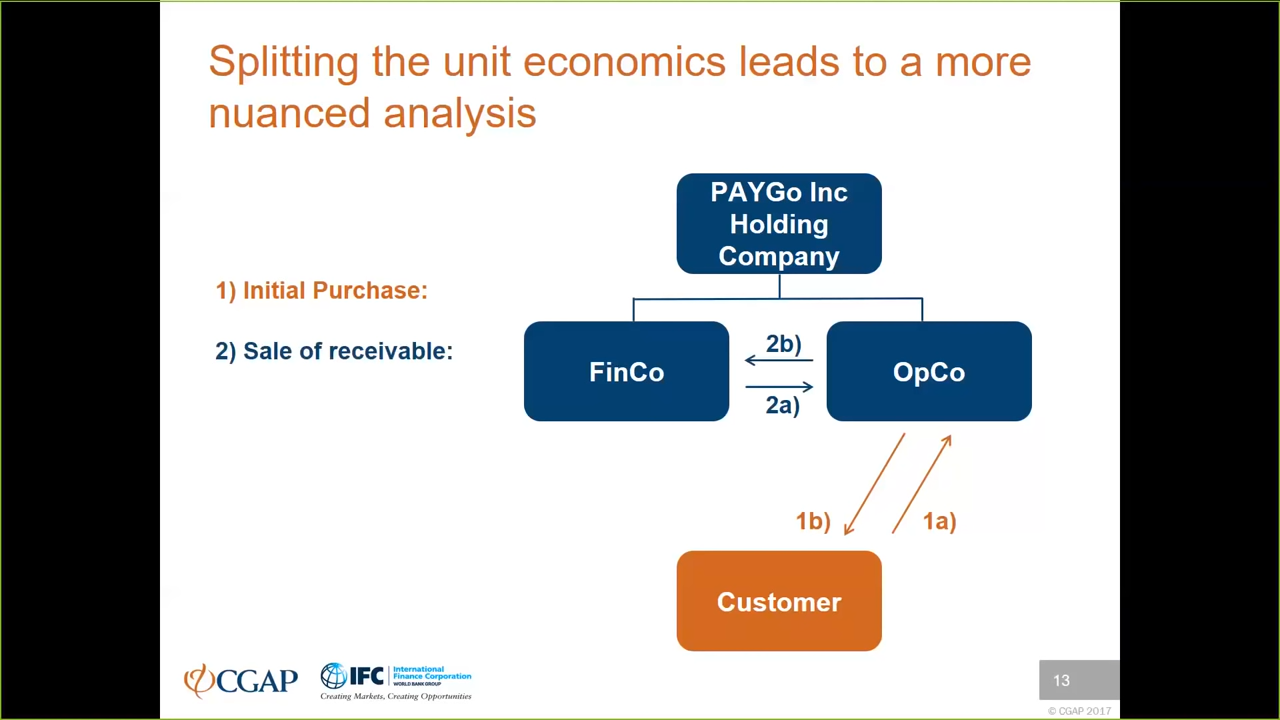 Splitting the unit economics leads to a more
nuanced analysis
PAYGo Inc
Holding
Company
1) Initial Purchase:
2) Sale of receivable:
FinCo
2b)
2a)
OpCo
1b)
1a)
Customer
CGAP
IFC
International
Finance Corporation
WORLD BANK GROUP
Creating Markets, Creating Opportunities
13
© CGAP 2017